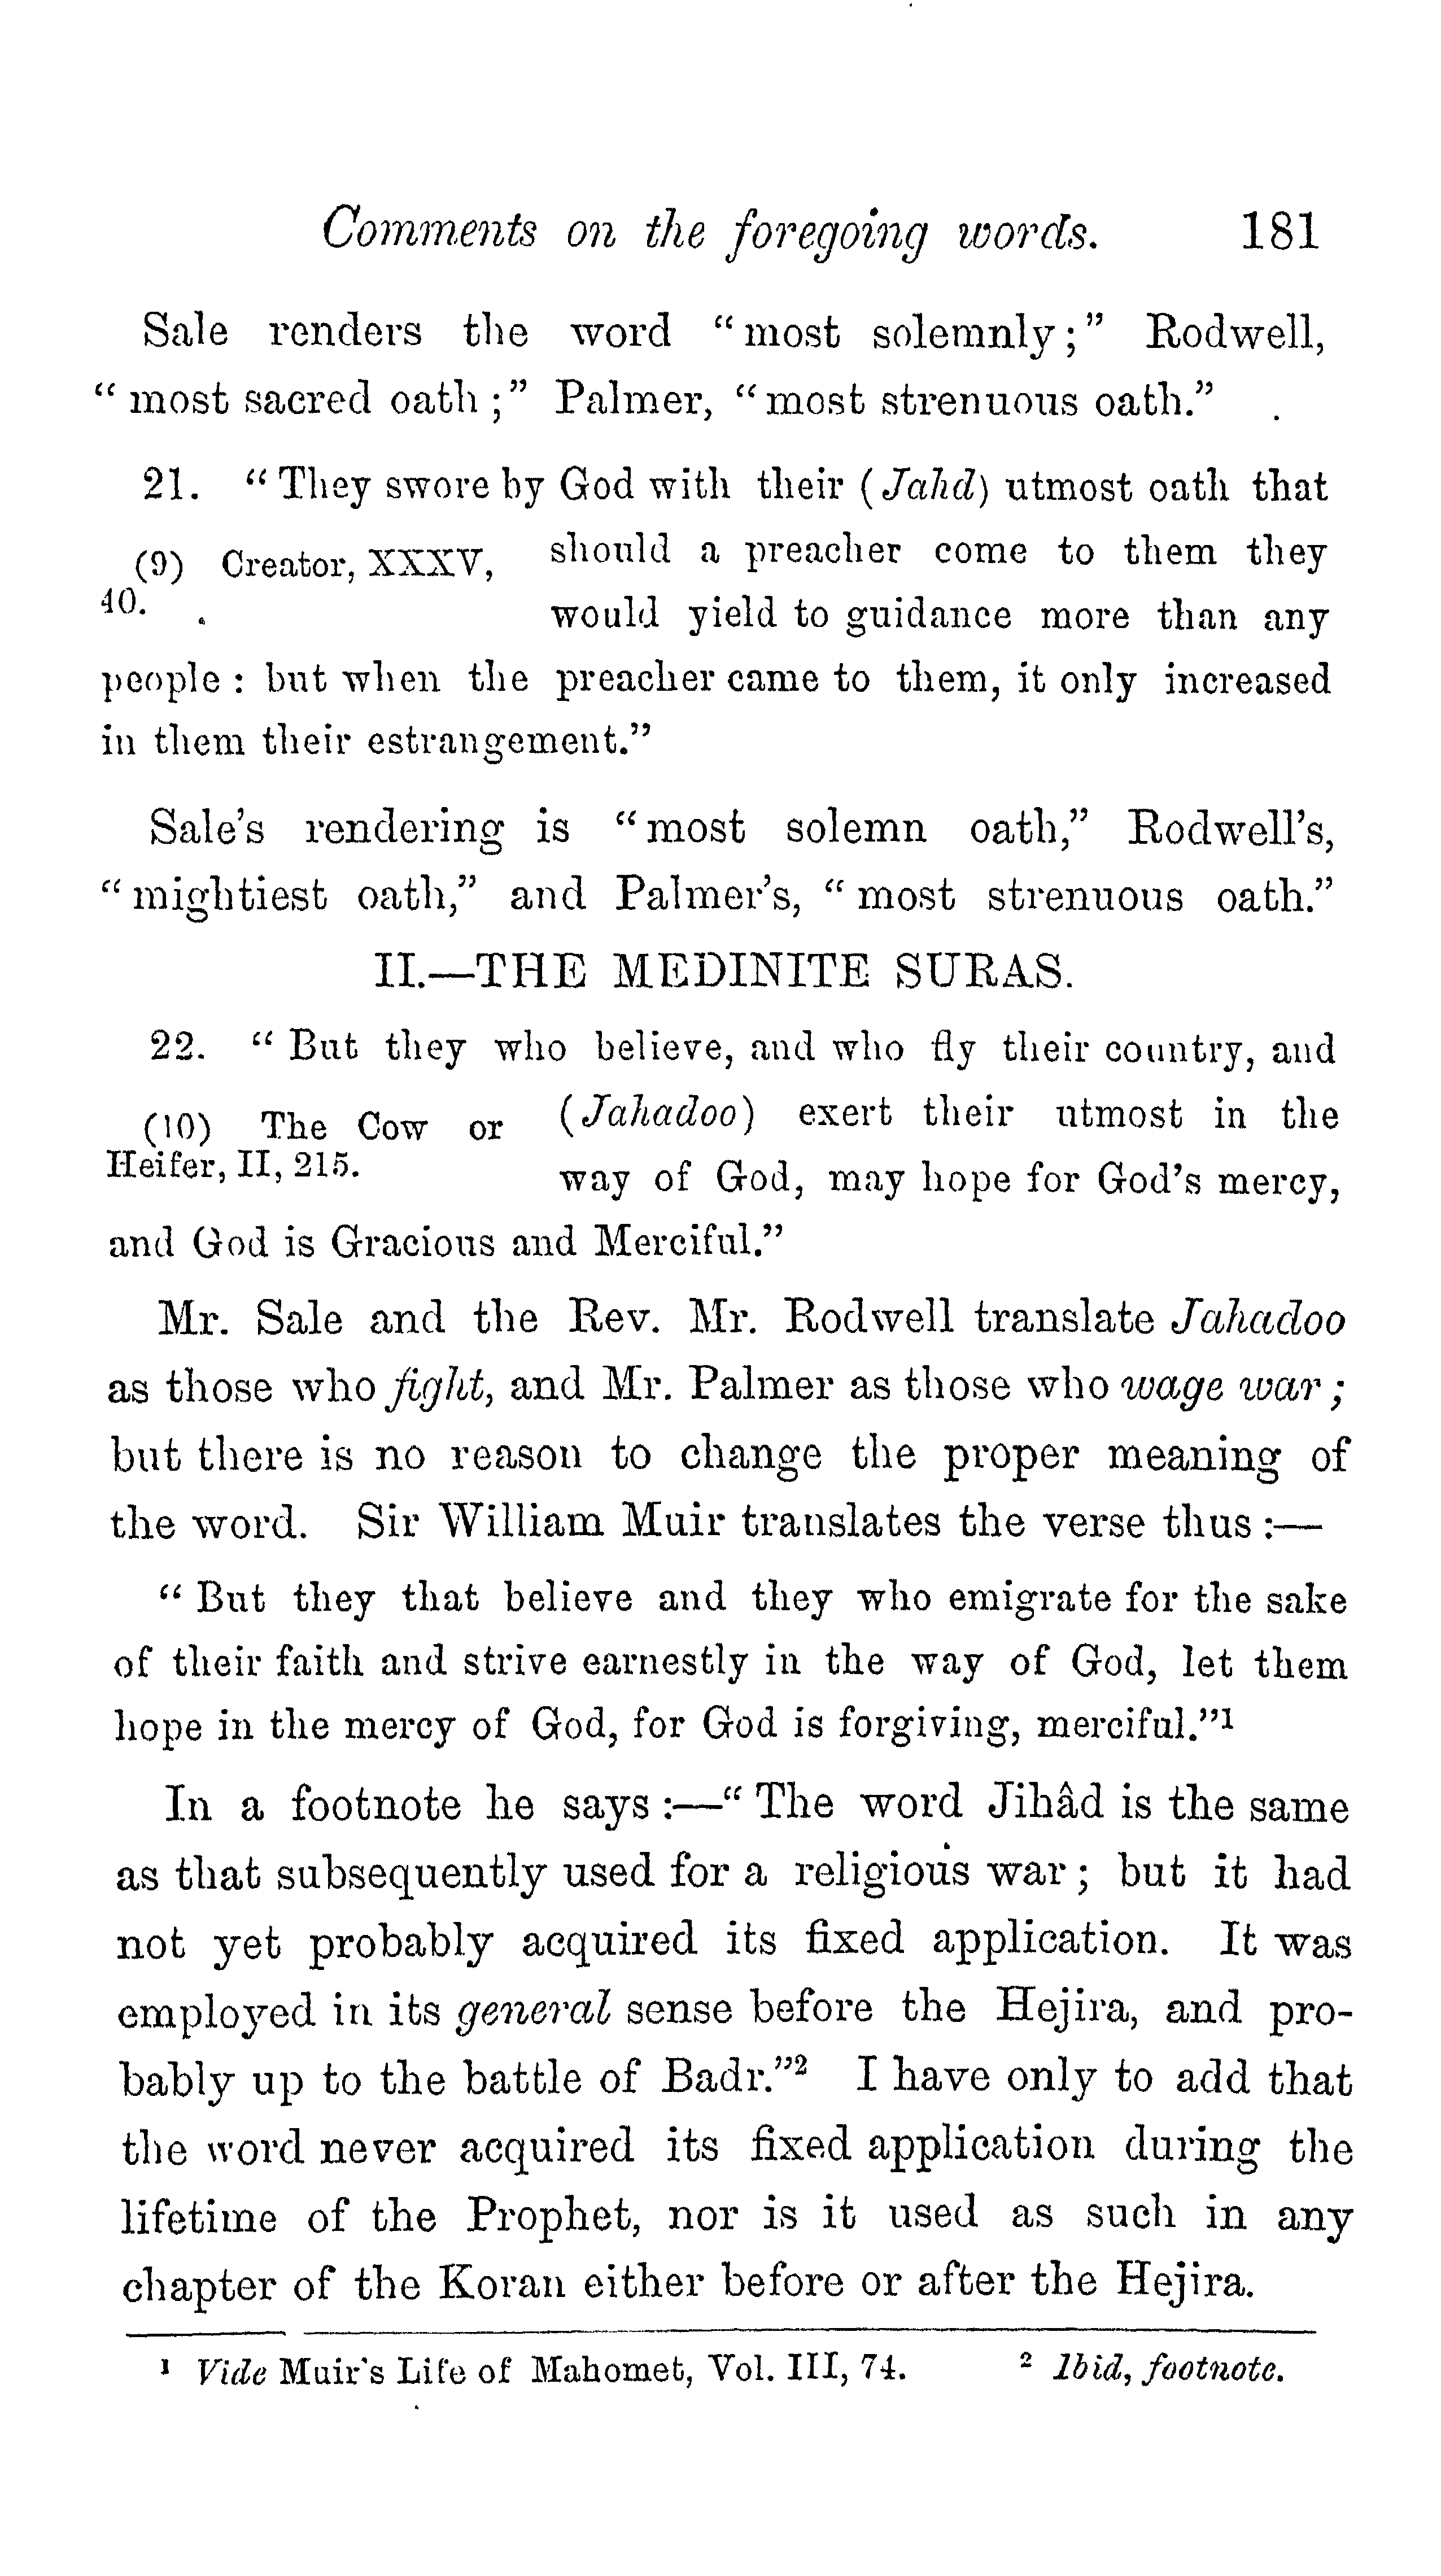 Comments on the foregoing words. 181
Sale renders the word “most solemnly;” Rodwell,
“most sacred oath;” Palmer, “most strenuous oath.”
21. “They swore by God with their (Jahd) utmost oath that
(9) Creator, XXXV,
40.
should a preacher come to them they
would yield to guidance more than any
people: but when the preacher came to them, it only increased
in them their estrangement.”
Sale’s rendering is “most solemn oath,” Rodwell’s,
“mightiest oath,” and Palmer’s, “most strenuous oath.”
II.—THE MEDINITE SURAS.
22. “But they who believe, and who fly their country, and
(10) The Cow or
Heifer, II, 215.
(Jahadoo) exert their utmost in the
way of God, may hope for God’s mercy,
and God is Gracious and Merciful.”
Mr. Sale and the Rev. Mr. Rodwell translate Jahadoo
as those who fight, and Mr. Palmer as those who wage war;
but there is no reason to change the proper meaning of
the word. Sir William Muir translates the verse thus:—
“But they that believe and they who emigrate for the sake
of their faith and strive earnestly in the way of God, let them
hope in the mercy of God, for God is forgiving, merciful.”¹
In a footnote he says:—“The word Jihâd is the same
as that subsequently used for a religious war; but it had
not yet probably acquired its fixed application. It was
employed in its general sense before the Hejira, and pro-
bably up to the battle of Badr.”² I have only to add that
the word never acquired its fixed application during the
lifetime of the Prophet, nor is it used as such in any
chapter of the Koran either before or after the Hejira.
¹ Vide Muir's Life of Mahomet, Vol. III, 74. ² Ibid, footnote.